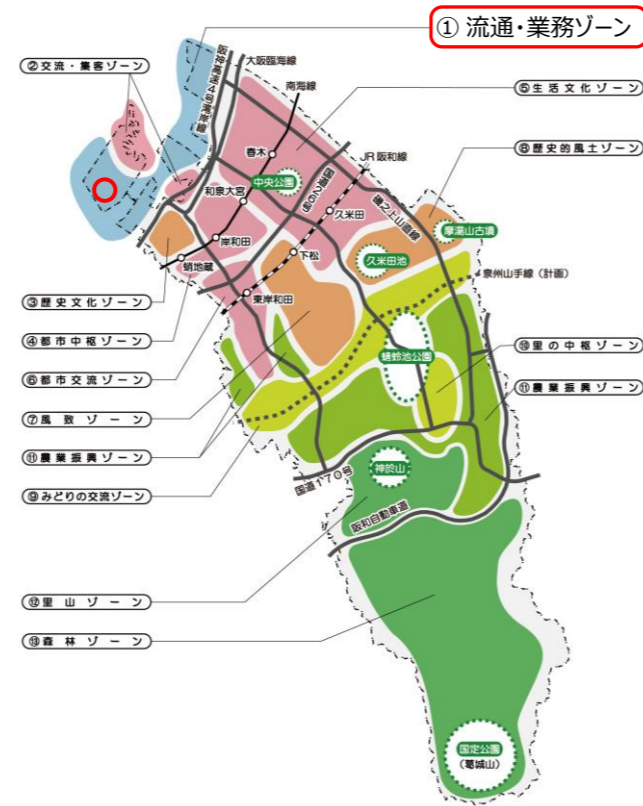 ① 流通・業務ゾーン
②交流・集客ゾーン
阪神高速4号湾岸線
大阪臨海線
南海線
⑤生活文化ゾーン
⑧歴史的風土ゾーン
春木
国道26号
JR阪和線
磯之上山直線
和泉大宮
中央公園
久米田
摩湯山古墳
岸和田
下松
久米田池
泉州山手線(計画)
蛸地蔵
東岸和田
③歴史文化ゾーン
④都市中枢ゾーン
蜻蛉池公園
⑩里の中枢ゾーン
⑥都市交流ゾーン
⑪農業振興ゾーン
⑦風致ゾーン
⑪農業振興ゾーン
⑨みどりの交流ゾーン
国道170号
神於山
阪和自動車道
⑫里山ゾーン
⑬森林ゾーン
国定公園
(葛城山)